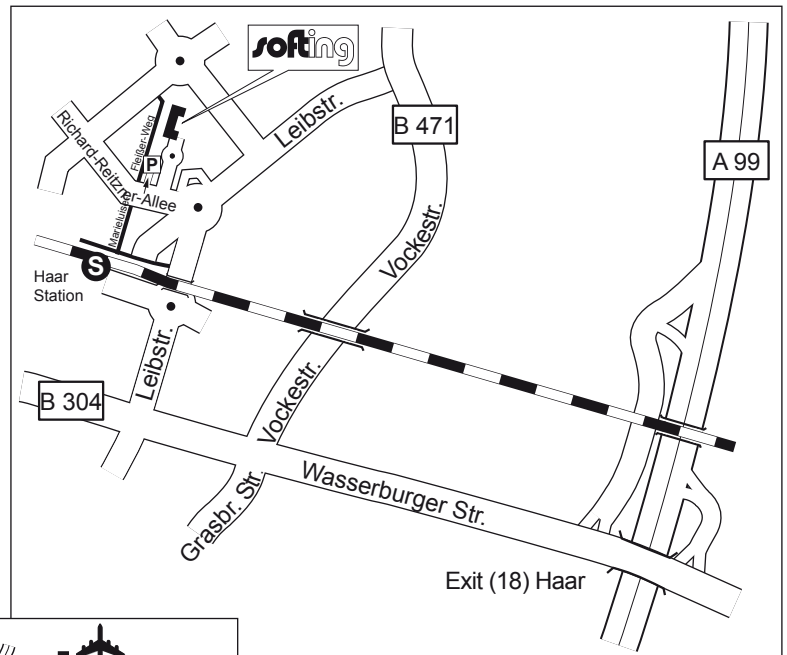 softing
Leibstr.
B 471
A 99
Richard-Reitzner-Allee
Fleißer-Weg
P
Marieluise
Vockestr.
S
Haar
Station
Leibstr.
B 304
Vockestr.
Grasbr. Str.
Wasserburger Str.
Exit (18) Haar